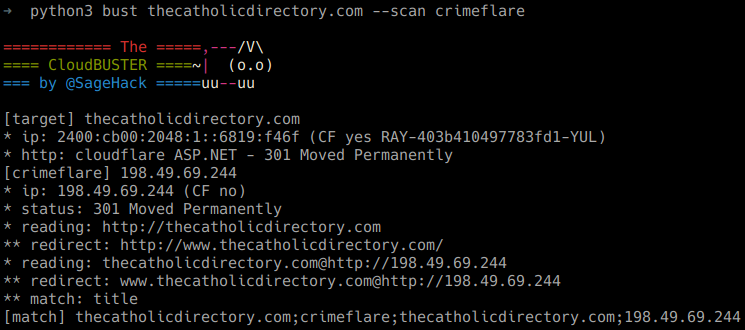 ➜  python3 bust thecatholicdirectory.com --scan crimeflare

============ The =====,---/V\
==== CloudBUSTER ====~|  (o.o)
=== by @SageHack =====uu--uu

[target] thecatholicdirectory.com
* ip: 2400:cb00:2048:1::6819:f46f (CF yes RAY-403b410497783fd1-YUL)
* http: cloudflare ASP.NET - 301 Moved Permanently
[crimeflare] 198.49.69.244
* ip: 198.49.69.244 (CF no)
* status: 301 Moved Permanently
* reading: http://thecatholicdirectory.com
** redirect: http://www.thecatholicdirectory.com/
* reading: thecatholicdirectory.com@http://198.49.69.244
** redirect: www.thecatholicdirectory.com@http://198.49.69.244
** match: title
[match] thecatholicdirectory.com;crimeflare;thecatholicdirectory.com;198.49.69.244